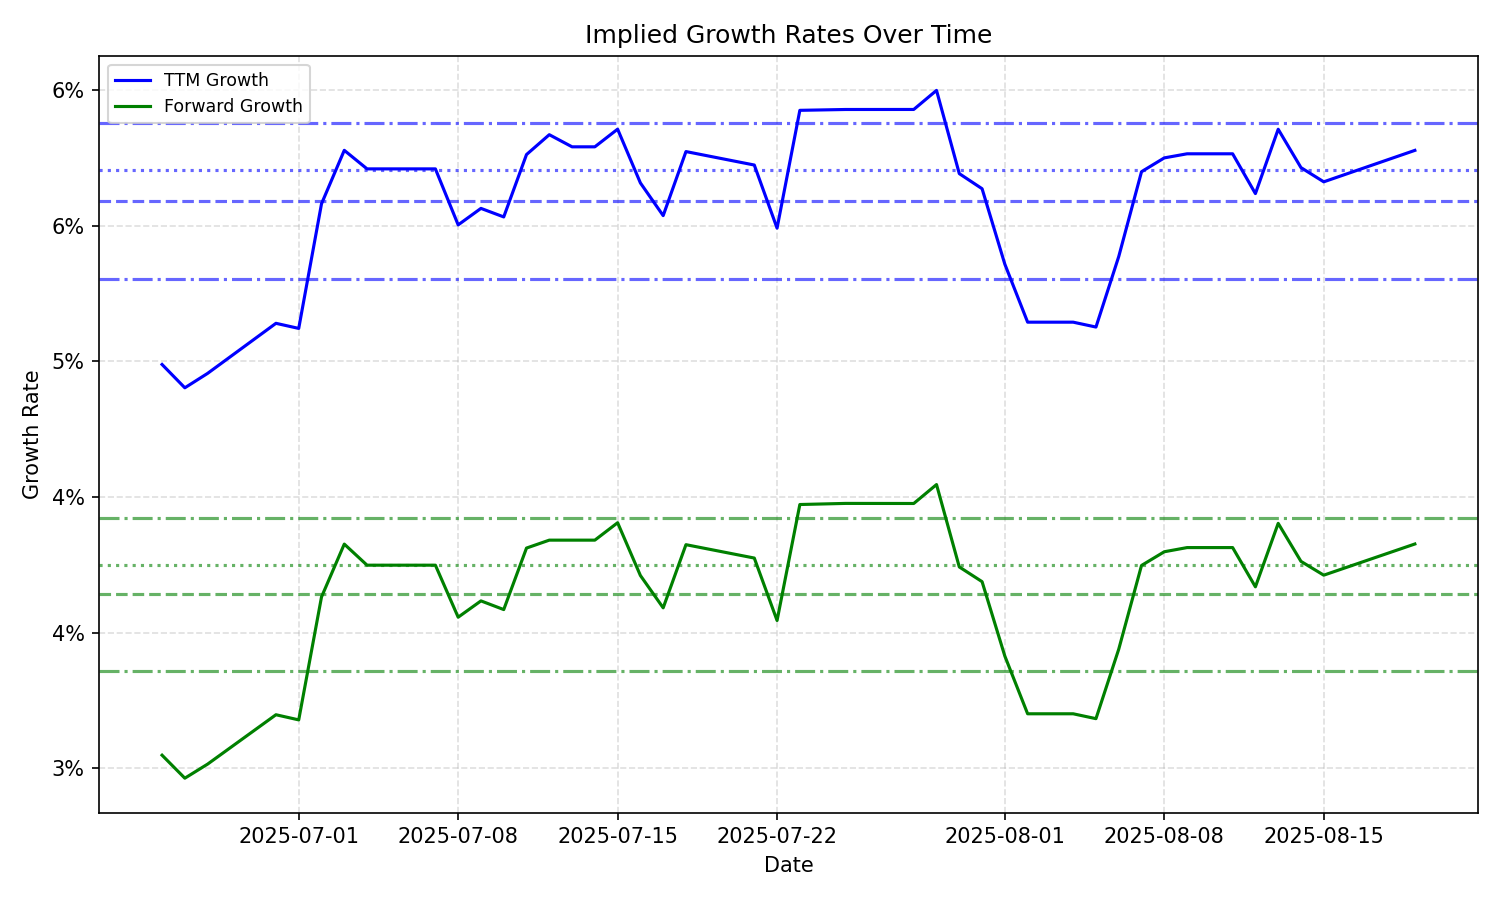 Implied Growth Rates Over Time
TTM Growth
Forward Growth
6%
6%
5%
4%
4%
3%
Growth Rate
2025-07-01
2025-07-08
2025-07-15
2025-07-22
2025-08-01
2025-08-08
2025-08-15
Date